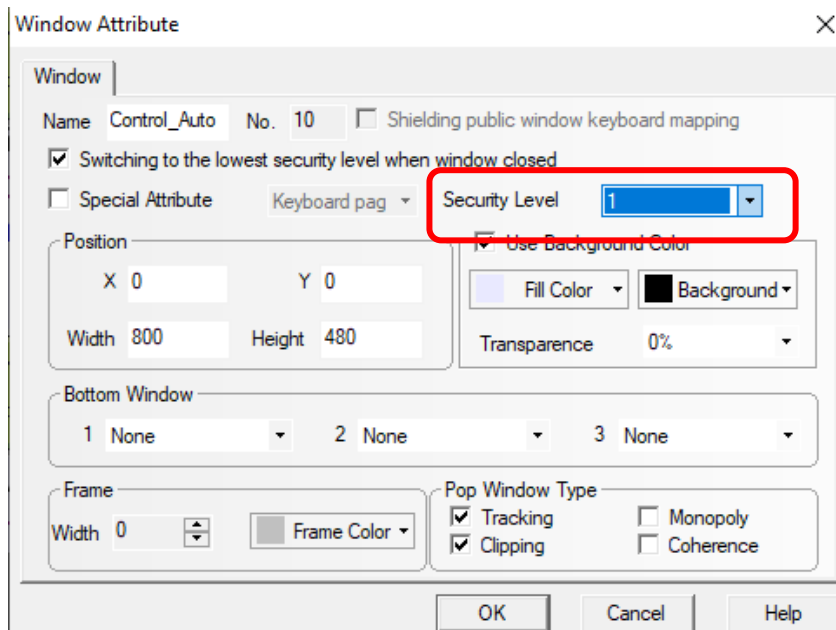 Window Attribute
Window
Name Control_Auto No. 10 Shielding public window keyboard mapping
Switching to the lowest security level when window closed
Special Attribute Keyboard pag Security Level 1
Position Use Background Color
X 0 Y 0 Fill Color Background
Width 800 Height 480 Transparence 0%
Bottom Window
1 None 2 None 3 None
Frame Pop Window Type
Width 0 Frame Color Tracking Monopoly
Clipping Coherence
OK Cancel Help